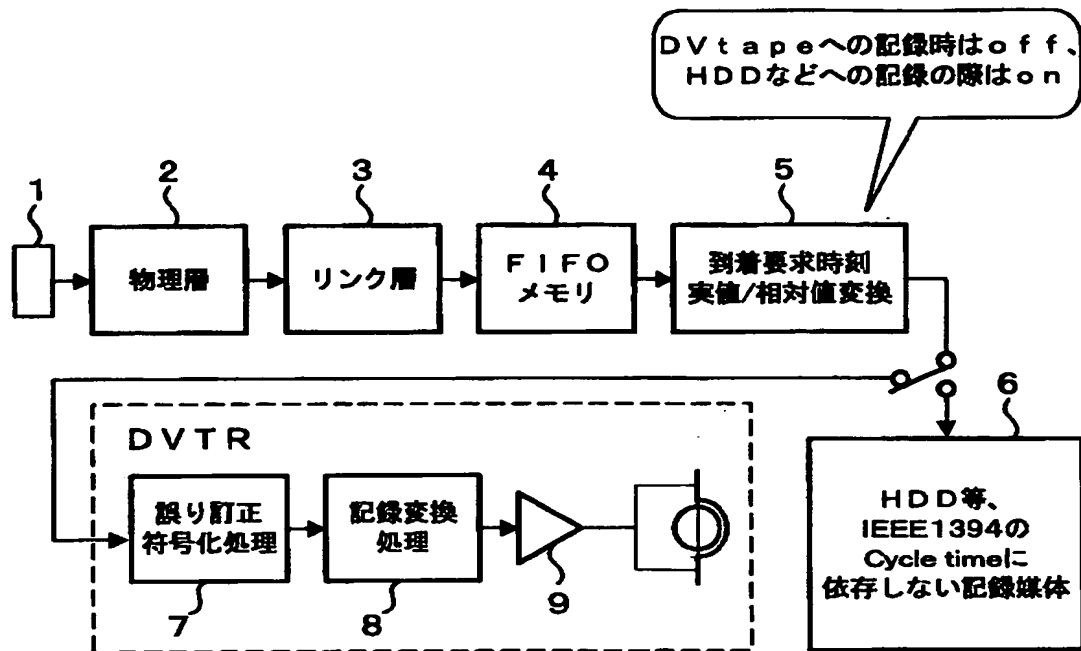 DVtapeへの記録時はoff、
HDDなどへの記録の際はon
1
2
3
4
5
物理層
リンク層
FIFO
メモリ
到着要求時刻
実値/相対値変換
6
DVTR
誤り訂正
符号化処理
記録変換
処理
7
8
9
HDD等、
IEEE1394の
Cycle timeに
依存しない記録媒体